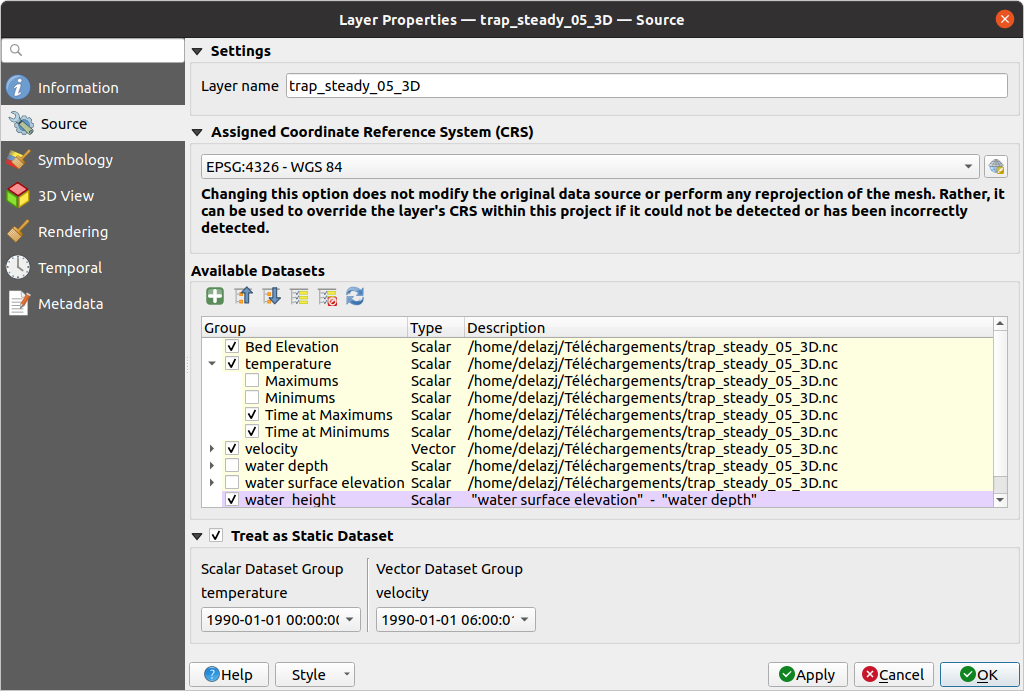 Layer Properties — trap_steady_05_3D — Source
Settings
Information
Layer name trap_steady_05_3D
Source
Assigned Coordinate Reference System (CRS)
Symbology
EPSG:4326 - WGS 84
3D View
Changing this option does not modify the original data source or perform any reprojection of the mesh. Rather, it
can be used to override the layer's CRS within this project if it could not be detected or has been incorrectly
detected.
Rendering
Temporal
Metadata
Available Datasets
Group Type Description
Bed Elevation Scalar /home/delazj/Téléchargements/trap_steady_05_3D.nc
temperature Scalar /home/delazj/Téléchargements/trap_steady_05_3D.nc
Maximums Scalar /home/delazj/Téléchargements/trap_steady_05_3D.nc
Minimums Scalar /home/delazj/Téléchargements/trap_steady_05_3D.nc
Time at Maximums Scalar /home/delazj/Téléchargements/trap_steady_05_3D.nc
Time at Minimums Scalar /home/delazj/Téléchargements/trap_steady_05_3D.nc
velocity Vector /home/delazj/Téléchargements/trap_steady_05_3D.nc
water depth Scalar /home/delazj/Téléchargements/trap_steady_05_3D.nc
water surface elevation Scalar /home/delazj/Téléchargements/trap_steady_05_3D.nc
water_height Scalar "water surface elevation" - "water depth"
Treat as Static Dataset
Scalar Dataset Group Vector Dataset Group
temperature velocity
1990-01-01 00:00:00 1990-01-01 06:00:01
Help Style Apply Cancel OK